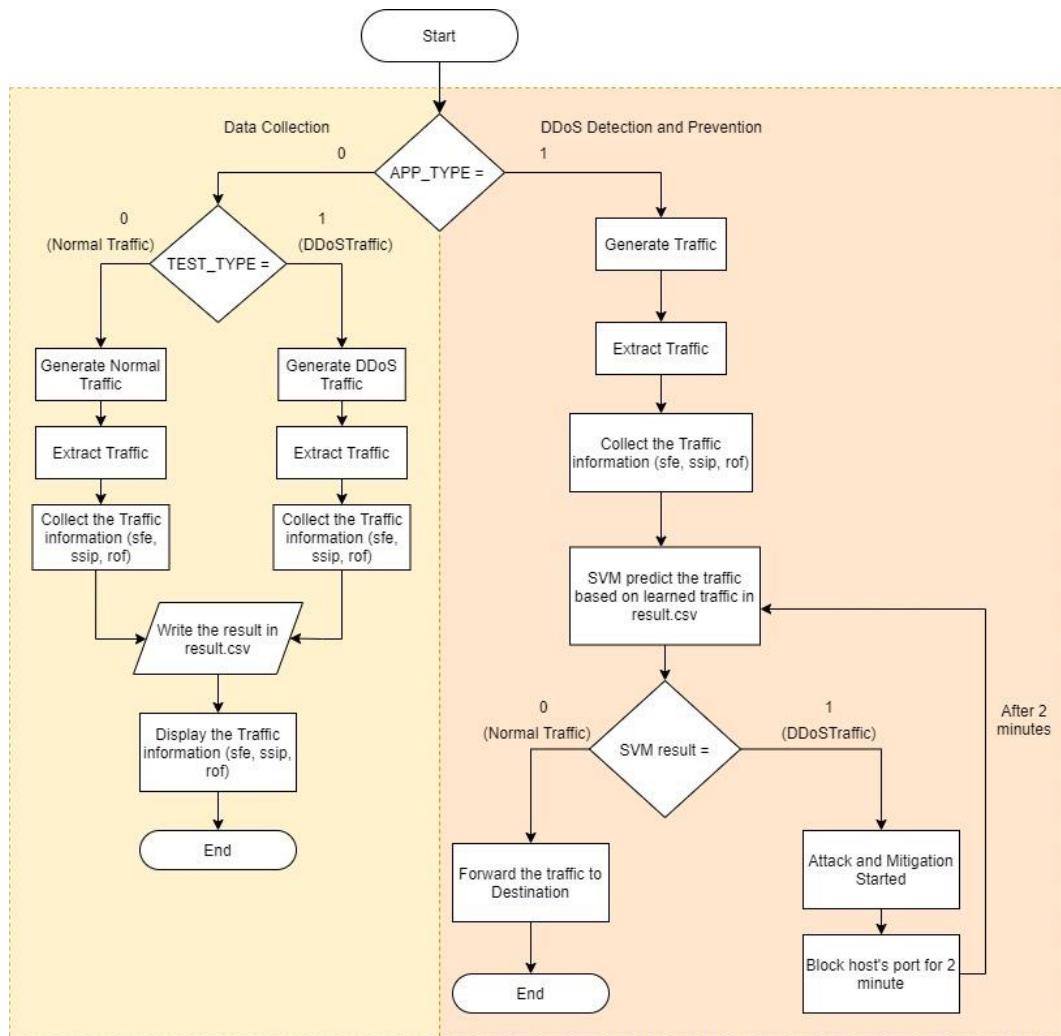 Start
Data Collection
DDoS Detection and Prevention
0
1
APP_TYPE =
0
(Normal Traffic)
1
(DDoSTraffic)
TEST_TYPE =
Generate Normal
Traffic
Generate DDoS
Traffic
Extract Traffic
Extract Traffic
Collect the Traffic
information (sfe,
ssip, rof)
Collect the Traffic
information (sfe,
ssip, rof)
Write the result in
result.csv
Display the Traffic
information (sfe, ssip,
rof)
End
Generate Traffic
Extract Traffic
Collect the Traffic
information (sfe, ssip, rof)
SVM predict the traffic
based on learned traffic in
result.csv
0
(Normal Traffic)
1
(DDoSTraffic)
SVM result =
After 2
minutes
Forward the traffic to
Destination
End
Attack and Mitigation
Started
Block host's port for 2
minute